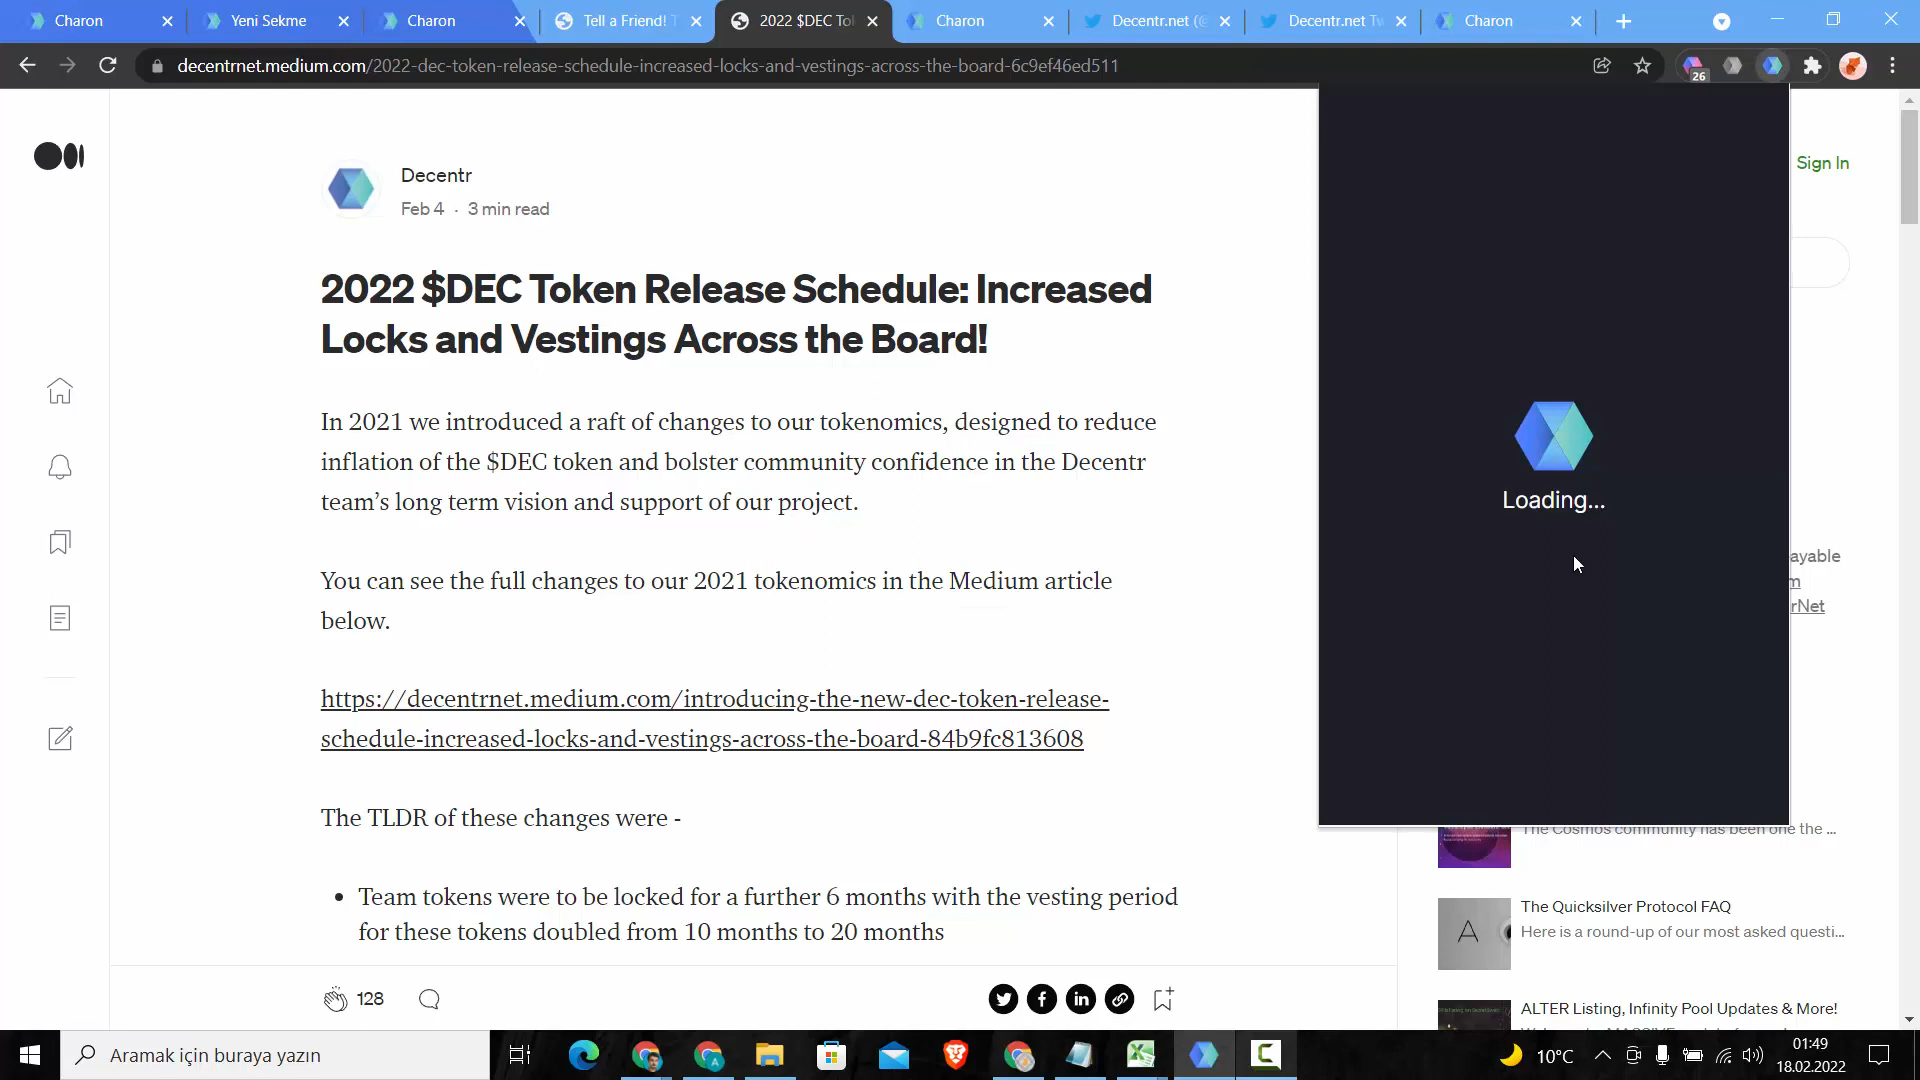 Charon
Yeni Sekme
Charon
Tell a Friend!
2022 $DEC To
Charon
Decentr.net (@
Decentr.net Tw
Charon
decentrnet.medium.com/2022-dec-token-release-schedule-increased-locks-and-vestings-across-the-board-6c9ef46ed511
26
Decentr
Feb 4 · 3 min read
Sign In
2022 $DEC Token Release Schedule: Increased
Locks and Vestings Across the Board!
In 2021 we introduced a raft of changes to our tokenomics, designed to reduce
inflation of the $DEC token and bolster community confidence in the Decentr
team’s long term vision and support of our project.
You can see the full changes to our 2021 tokenomics in the Medium article
below.
https://decentrnet.medium.com/introducing-the-new-dec-token-release-
schedule-increased-locks-and-vestings-across-the-board-84b9fc813608
The TLDR of these changes were -
• Team tokens were to be locked for a further 6 months with the vesting period
for these tokens doubled from 10 months to 20 months
128
Loading...
ayable
m
rNet
The Cosmos community has been one the ...
The Quicksilver Protocol FAQ
Here is a round-up of our most asked questi...
ALTER Listing, Infinity Pool Updates & More!
Aramak için buraya yazın
10°C
01:49
18.02.2022